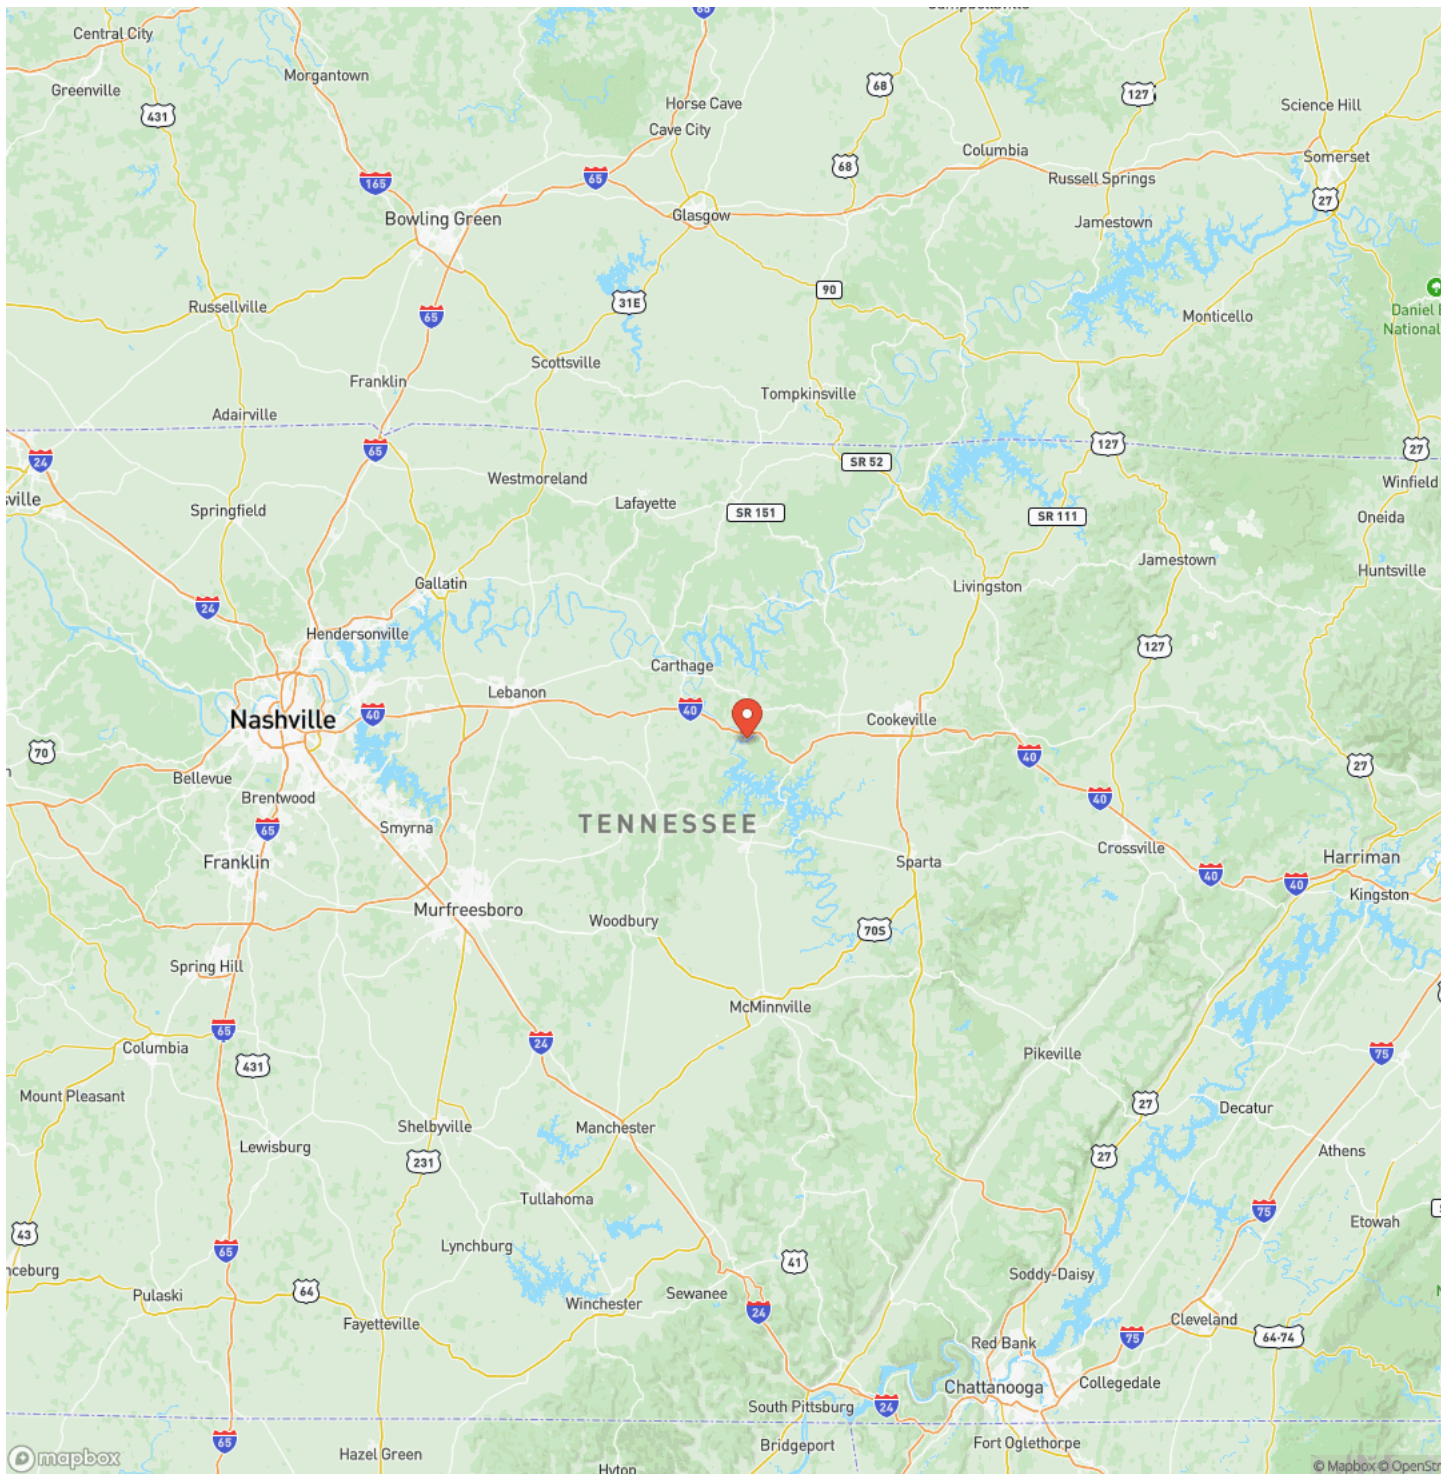 65
Campbellsville
Central City
Morgantown
Greenville
431
Horse Cave
Cave City
68
127
Science Hill
Columbia
Somerset
68
165
65
Russell Springs
27
Bowling Green
Glasgow
Jamestown
90
31E
Russellville
65
Monticello
Daniel B
National
Scottsville
Franklin
Tompkinsville
Adairville
65
127
27
24
SR 52
Westmoreland
Winfield
sville
Lafayette
SR 151
SR 111
Springfield
Oneida
Jamestown
Huntsville
Gallatin
Livingston
24
Hendersonville
127
Carthage
Lebanon
40
Nashville
40
Cookeville
70
40
27
Bellevue
Brentwood
40
65
Smyrna
TENNESSEE
Crossville
Franklin
Sparta
Harriman
40
40
Kingston
Murfreesboro
Woodbury
70S
Spring Hill
McMinnville
65
24
Columbia
431
Pikeville
75
Mount Pleasant
27
Decatur
Shelbyville
Manchester
Lewisburg
231
27
Athens
Tullahoma
75
43
Etowah
Lynchburg
65
41
nceburg
64
Soddy-Daisy
Pulaski
Sewanee
Winchester
24
Fayetteville
Cleveland
75
64-74
Red Bank
Chattanooga
Collegedale
South Pittsburg
24
65
Bridgeport
Fort Oglethorpe
Hazel Green
mapbox
Hytop
© Mapbox © OpenStr